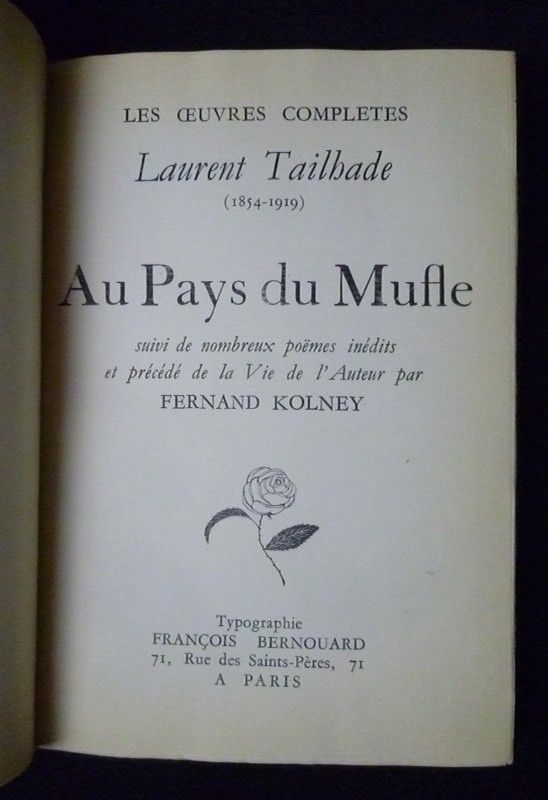 LES ŒUVRES COMPLETES
Laurent Tailhade
(1854-1919)
Au Pays du Mufle
suivi de nombreux poëmes inédits
et précédé de la Vie de l'Auteur par
FERNAND KOLNEY
Typographie
FRANÇOIS BERNOUARD
71, Rue des Saints-Pères, 71
A PARIS